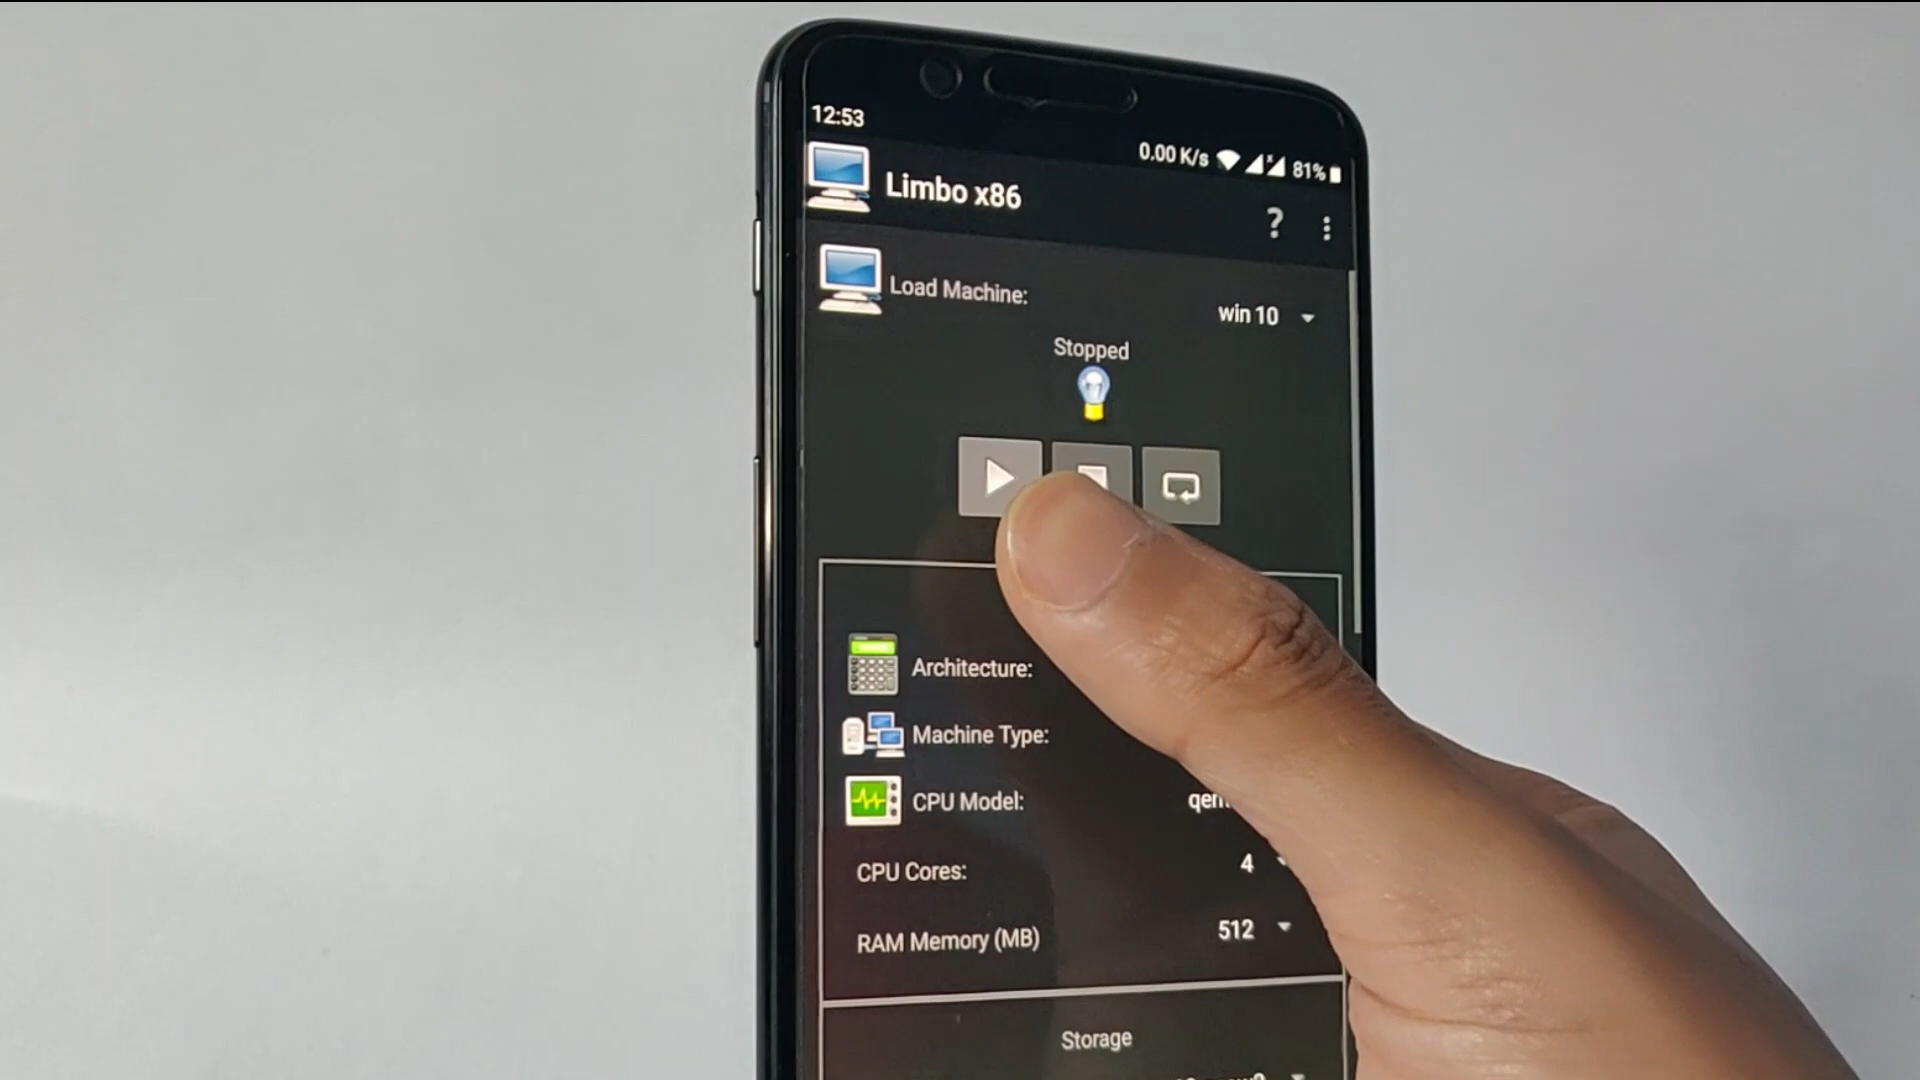 12:53
0.00 K/s 81%
Limbo x86
?
Load Machine:
win 10
Stopped
Architecture:
Machine Type:
CPU Model:
CPU Cores: 4
RAM Memory (MB) 512
Storage